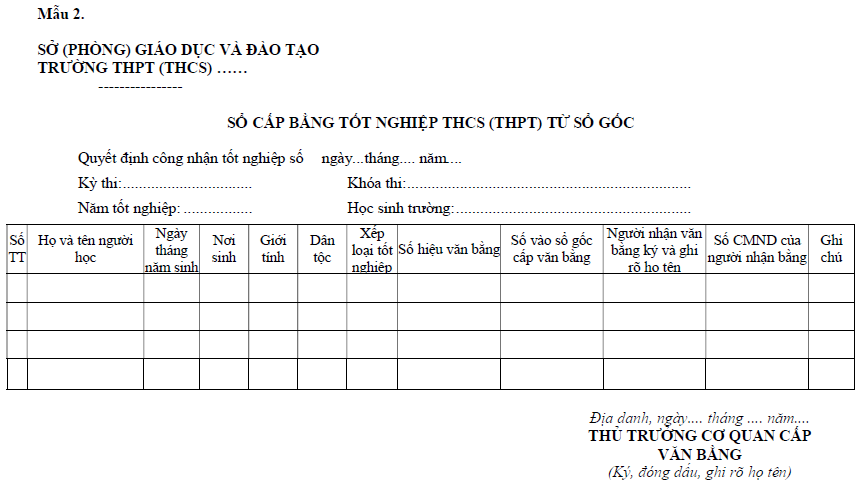 Mẫu 2.
SỞ (PHÒNG) GIÁO DỤC VÀ ĐÀO TẠO
TRƯỜNG THPT (THCS) ……
----------------
SỔ CẤP BẰNG TỐT NGHIỆP THCS (THPT) TỪ SỔ GỐC
Quyết định công nhận tốt nghiệp số ngày...tháng.... năm....
Kỳ thi:................................ Khóa thi:.......................................................................
Năm tốt nghiệp: ................. Học sinh trường:...........................................................
Số TT
Họ và tên người học
Ngày tháng năm sinh
Nơi sinh
Giới tính
Dân tộc
Xếp loại tốt nghiệp
Số hiệu văn bằng
Số vào sổ gốc cấp văn bằng
Người nhận văn bằng ký và ghi rõ họ tên
Số CMND của người nhận bằng
Ghi chú
Địa danh, ngày.... tháng .... năm....
THỦ TRƯỞNG CƠ QUAN CẤP
VĂN BẰNG
(Ký, đóng dấu, ghi rõ họ tên)